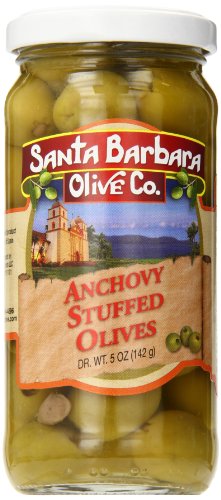 Santa Barbara
Olive Co.
Anchovy
Stuffed
Olives
DR. WT. 5 OZ (142 g)